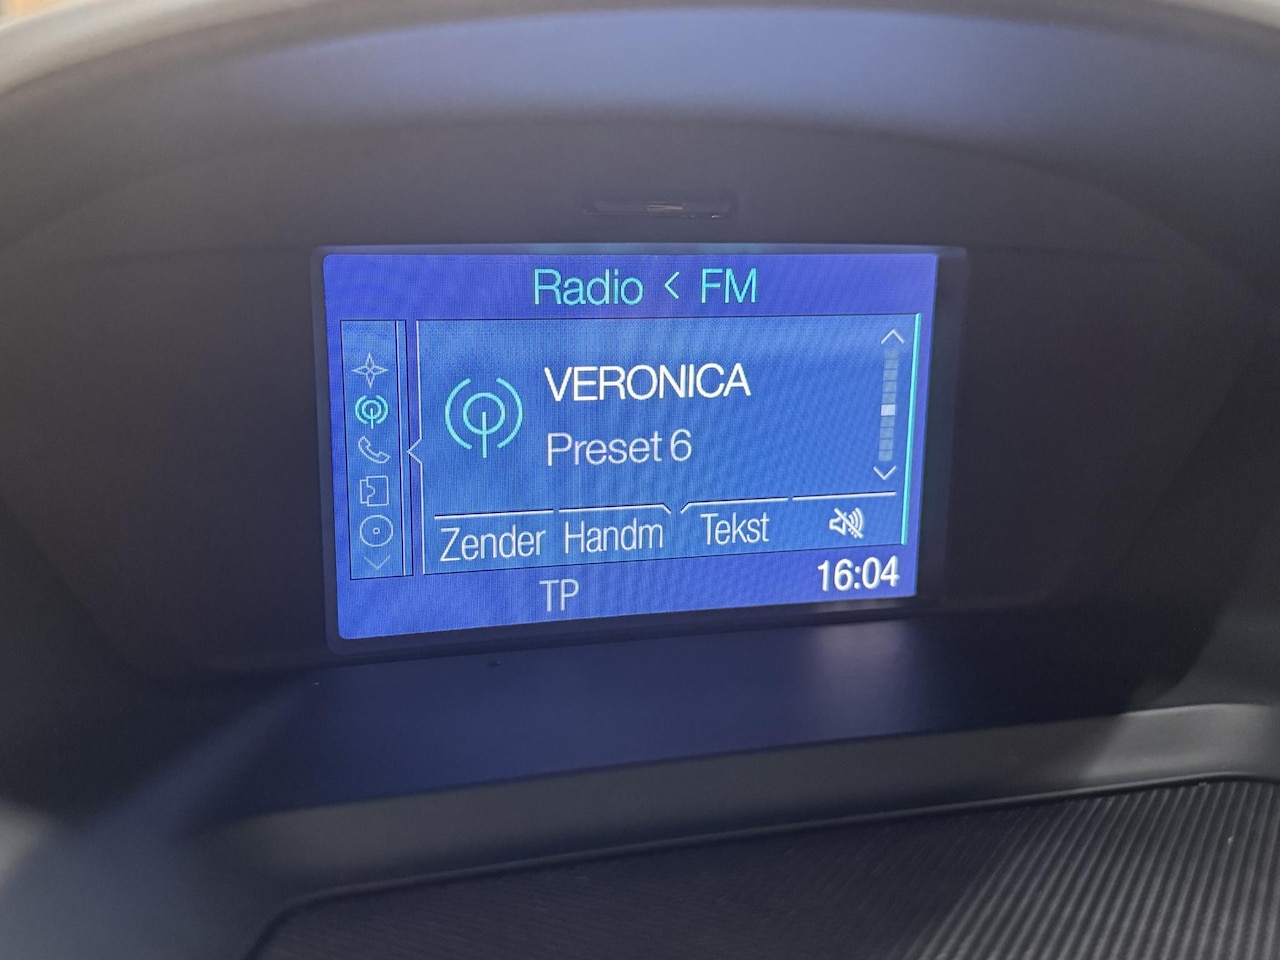 Radio < FM
VERONICA
Preset 6
Zender Handm Tekst
TP
16:04